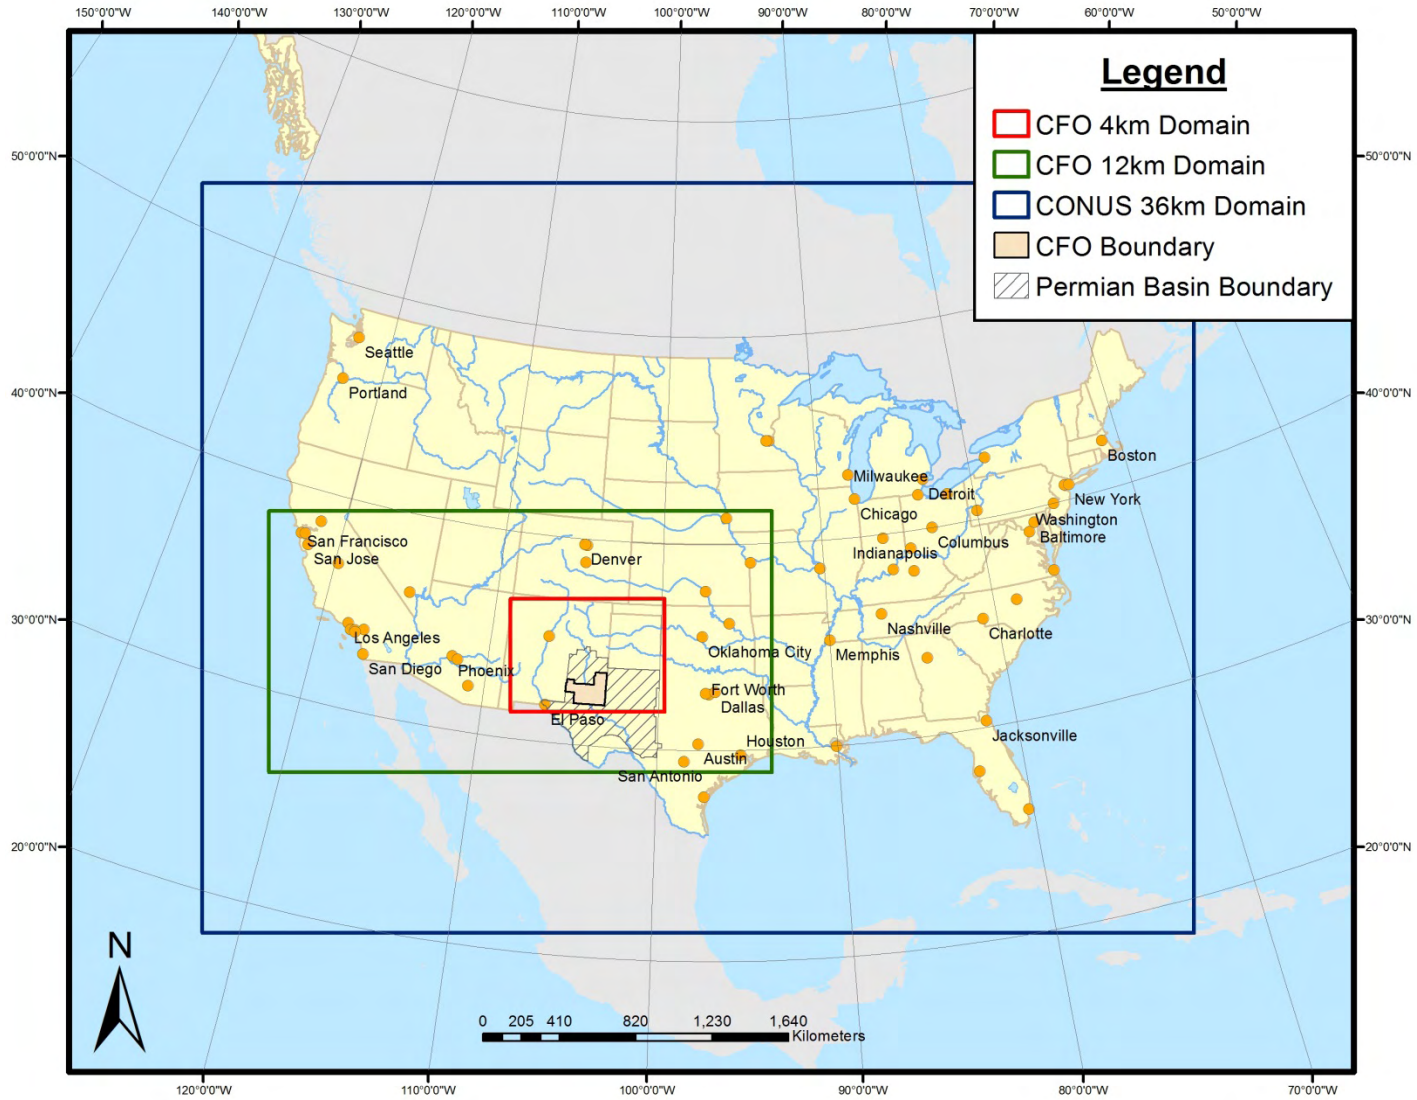 150°0'0"W 140°0'0"W 130°0'0"W 120°0'0"W 110°0'0"W 100°0'0"W 90°0'0"W 80°0'0"W 70°0'0"W 60°0'0"W 50°0'0"W
Legend
CFO 4km Domain
CFO 12km Domain
CONUS 36km Domain
CFO Boundary
Permian Basin Boundary
50°0'0"N 50°0'0"N
Seattle
Portland
40°0'0"N 40°0'0"N
Boston
Milwaukee
Detroit
New York
Chicago
Washington
San Francisco
Columbus
Baltimore
San Jose
Denver
Indianapolis
30°0'0"N 30°0'0"N
Nashville
Charlotte
Los Angeles
Oklahoma City
Memphis
San Diego
Phoenix
Fort Worth
Dallas
El Paso
Jacksonville
Houston
Austin
San Antonio
20°0'0"N 20°0'0"N
N
0 205 410 820 1,230 1,640
Kilometers
120°0'0"W 110°0'0"W 100°0'0"W 90°0'0"W 80°0'0"W 70°0'0"W